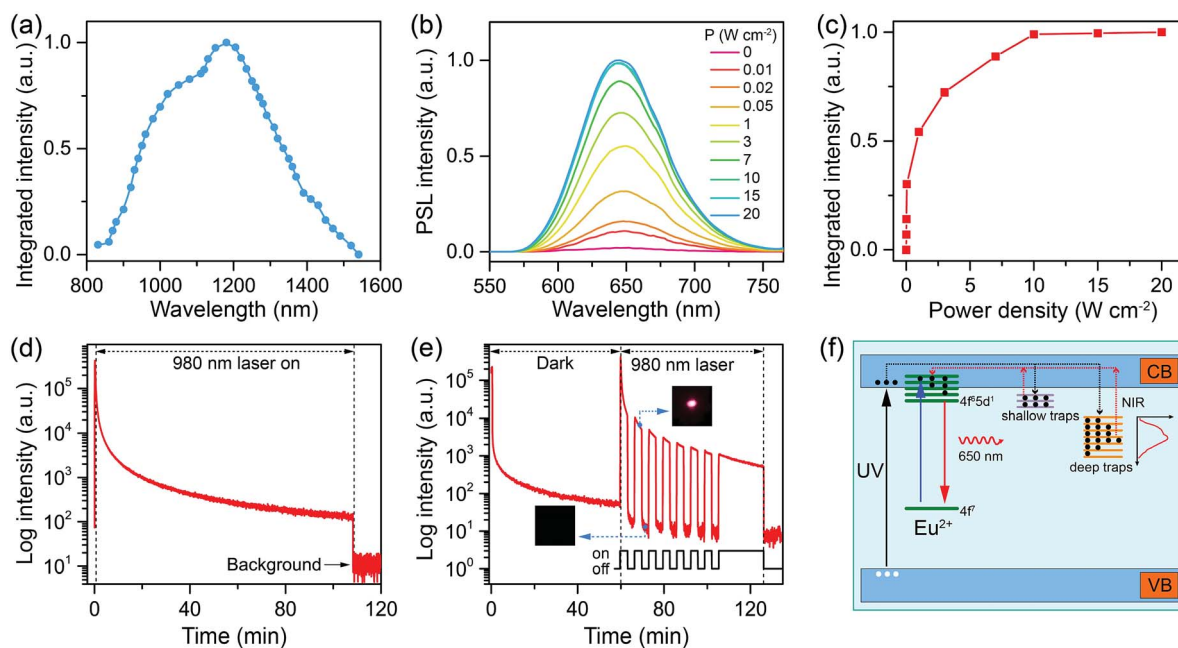 (a)
Integrated intensity (a.u.)
1.0
0.5
0.0
800 1000 1200 1400 1600
Wavelength (nm)
(b)
PSL intensity (a.u.)
1.0
0.5
0.0
550 600 650 700 750
Wavelength (nm)
P (W cm⁻²)
0
0.01
0.02
0.05
1
3
7
10
15
20
(c)
Integrated intensity (a.u.)
1.0
0.5
0.0
0 5 10 15 20
Power density (W cm⁻²)
(d)
Log intensity (a.u.)
980 nm laser on
10⁵
10⁴
10³
10²
10¹
Background
0 40 80 120
Time (min)
(e)
Log intensity (a.u.)
Dark 980 nm laser
10⁵
10⁴
10³
10²
10¹
10⁰
on
off
0 40 80 120
Time (min)
(f)
CB
4f⁶5d¹
shallow traps
NIR
deep traps
650 nm
UV
4f⁷
Eu²⁺
VB